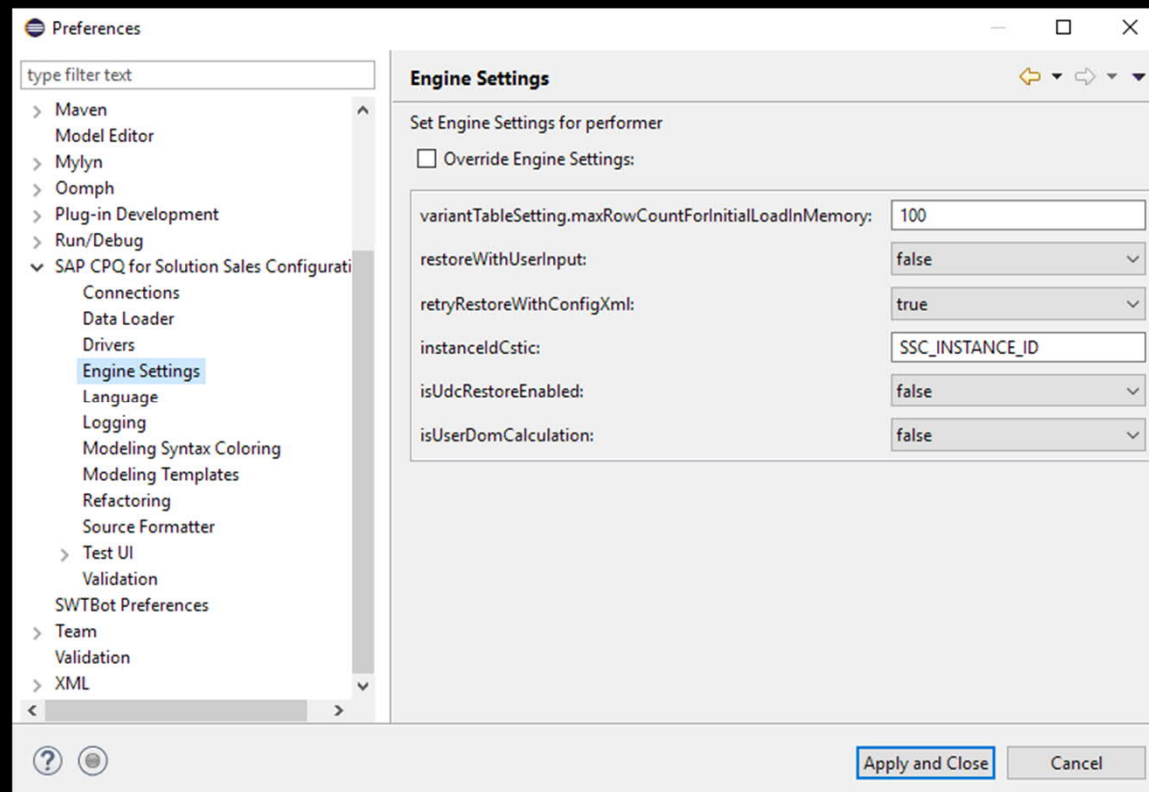 Preferences
type filter text
Maven
Model Editor
Mylyn
Oomph
Plug-in Development
Run/Debug
SAP CPQ for Solution Sales Configurati
Connections
Data Loader
Drivers
Engine Settings
Language
Logging
Modeling Syntax Coloring
Modeling Templates
Refactoring
Source Formatter
Test UI
Validation
SWTBot Preferences
Team
Validation
XML
Engine Settings
Set Engine Settings for performer
Override Engine Settings:
variantTableSetting.maxRowCountForInitialLoadInMemory: 100
restoreWithUserInput: false
retryRestoreWithConfigXml: true
instanceIdCstic: SSC_INSTANCE_ID
isUdcRestoreEnabled: false
isUserDomCalculation: false
Apply and Close Cancel